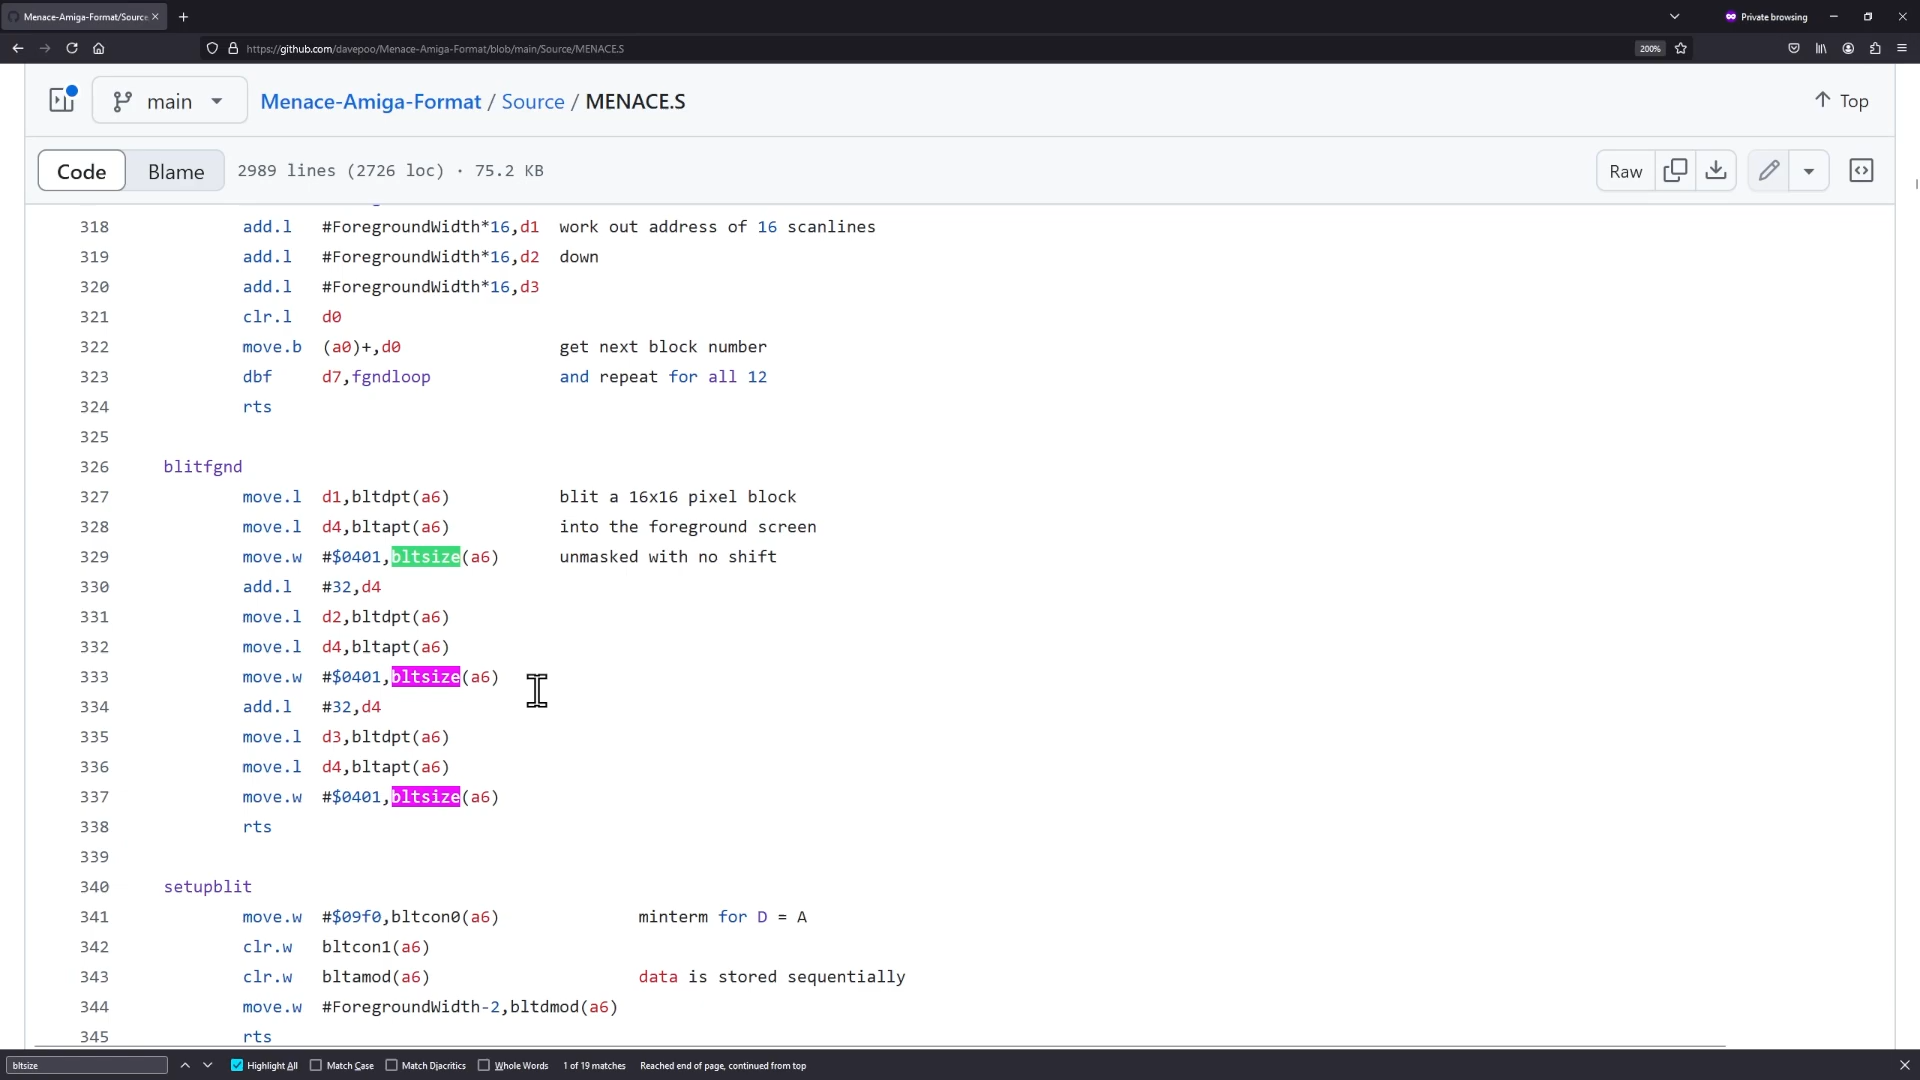 Menace-Amiga-Format/Source
Private browsing
https://github.com/davepoo/Menace-Amiga-Format/blob/main/Source/MENACE.S
200%
main
Menace-Amiga-Format / Source / MENACE.S
Top
Code
Blame
2989 lines (2726 loc) · 75.2 KB
Raw
318 add.l #ForegroundWidth*16,d1 work out address of 16 scanlines
319 add.l #ForegroundWidth*16,d2 down
320 add.l #ForegroundWidth*16,d3
321 clr.l d0
322 move.b (a0)+,d0 get next block number
323 dbf d7,fgndloop and repeat for all 12
324 rts
325
326 blitfgnd
327 move.l d1,bltdpt(a6) blit a 16x16 pixel block
328 move.l d4,bltapt(a6) into the foreground screen
329 move.w #$0401,bltsize(a6) unmasked with no shift
330 add.l #32,d4
331 move.l d2,bltdpt(a6)
332 move.l d4,bltapt(a6)
333 move.w #$0401,bltsize(a6)
334 add.l #32,d4
335 move.l d3,bltdpt(a6)
336 move.l d4,bltapt(a6)
337 move.w #$0401,bltsize(a6)
338 rts
339
340 setupblit
341 move.w #$09f0,bltcon0(a6) minterm for D = A
342 clr.w bltcon1(a6)
343 clr.w bltamod(a6) data is stored sequentially
344 move.w #ForegroundWidth-2,bltdmod(a6)
345 rts
bltsize
Highlight All
Match Case
Match Diacritics
Whole Words
1 of 19 matches
Reached end of page, continued from top